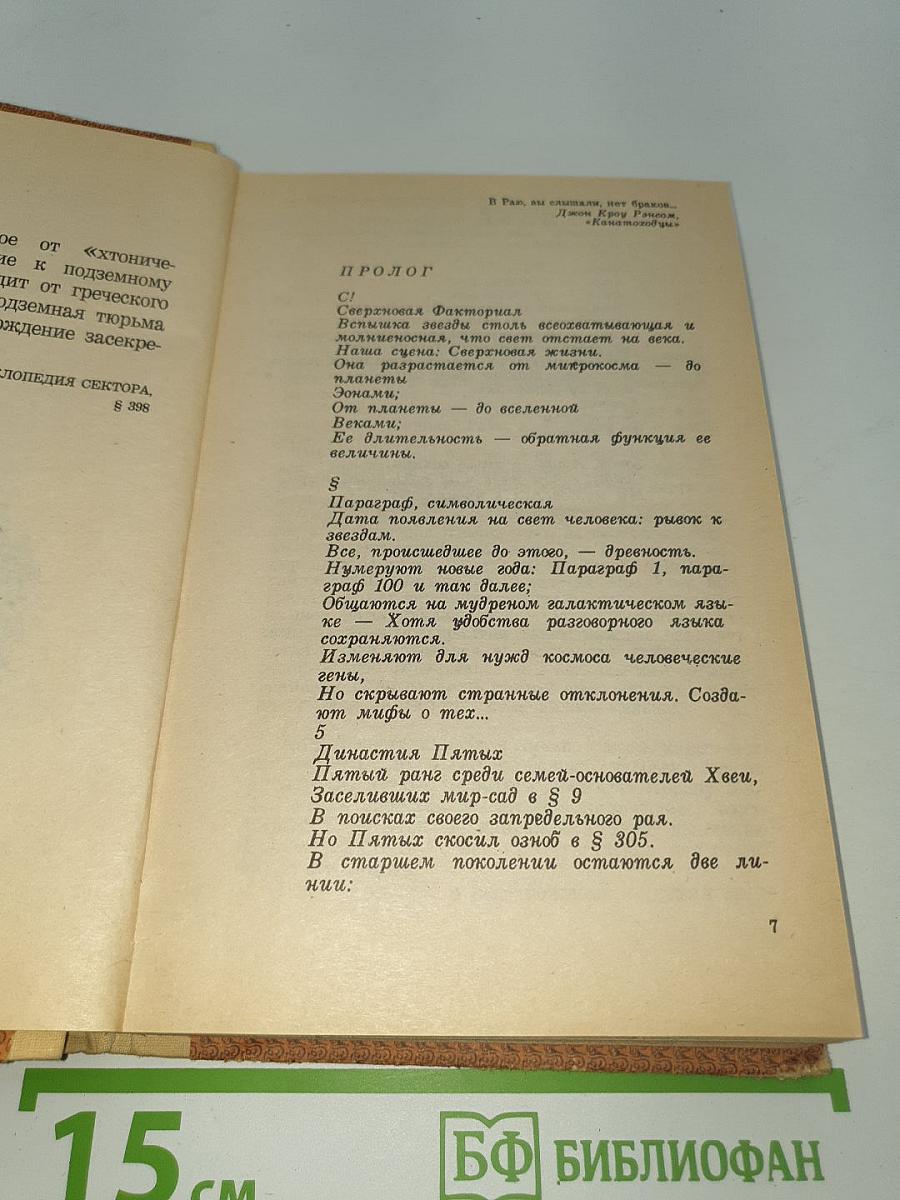 ое от «хтониче-
ие к подземному
дит от греческого
одземная тюрьма
ождение засекре-
ЛОПЕДИЯ СЕКТОРА,
§ 398
В Раю, вы слыхали, нет браков...
Джон Кроу Рэнсом,
«Канатоходцы»
ПРОЛОГ
С!
Сверхновая Факториал
Вспышка звезды столь всеохватывающая и
молниеносная, что свет отстает на века.
Наша сцена: Сверхновая жизни.
Она разрастается от микрокосма — до
планеты
Эонами;
От планеты — до вселенной
Веками;
Ее длительность — обратная функция ее
величины.
§
Параграф, символическая
Дата появления на свет человека: рывок к
звездам.
Все, происшедшее до этого, — древность.
Нумеруют новые года: Параграф 1, пара-
граф 100 и так далее;
Общаются на мудреном галактическом язы-
ке — Хотя удобства разговорного языка
сохраняются.
Изменяют для нужд космоса человеческие
гены,
Но скрывают странные отклонения. Созда-
ют мифы о тех...
5
Династия Пятых
Пятый ранг среди семей-основателей Хвеи,
Заселивших мир-сад в § 9
В поисках своего запредельного рая.
Но Пятых скосил озноб в § 305.
В старшем поколении остаются две ли-
нии:
7
15 см
БФ БИБЛИОФАН